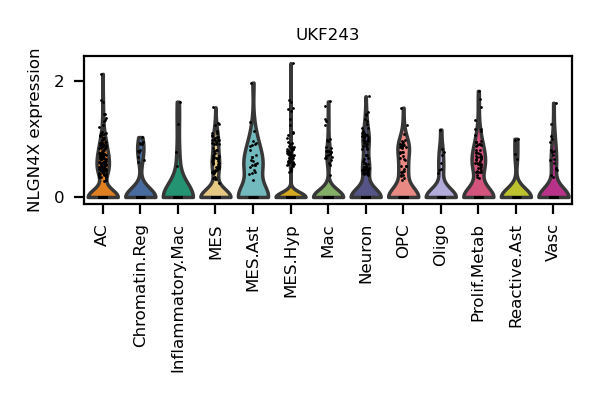 UKF243
NLGN4X expression
2
0
AC
Chromatin.Reg
Inflammatory.Mac
MES
MES.Ast
MES.Hyp
Mac
Neuron
OPC
Oligo
Prolif.Metab
Reactive.Ast
Vasc